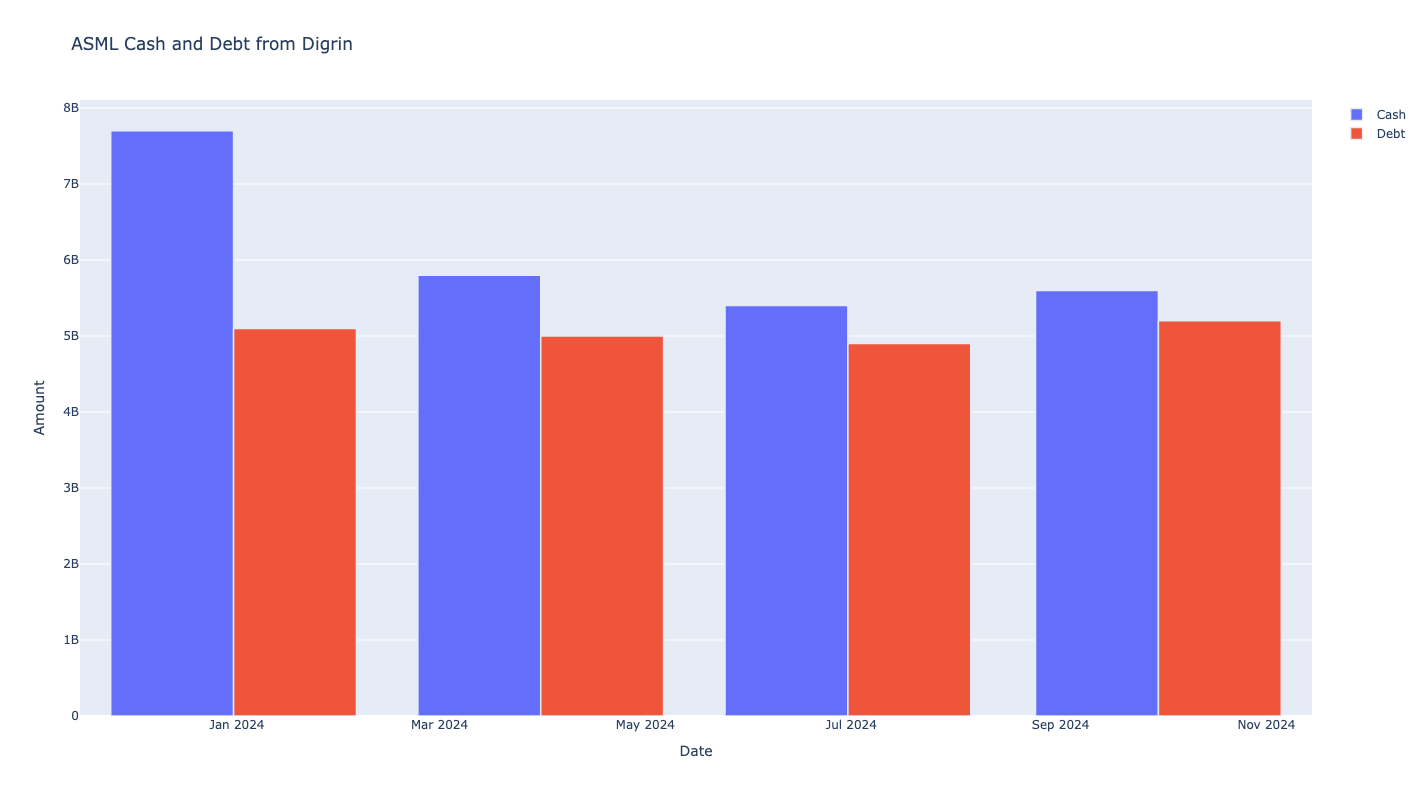 ASML Cash and Debt from Digrin
Cash
Debt
8B
7B
6B
5B
4B
3B
2B
1B
0
Amount
Jan 2024
Mar 2024
May 2024
Jul 2024
Sep 2024
Nov 2024
Date